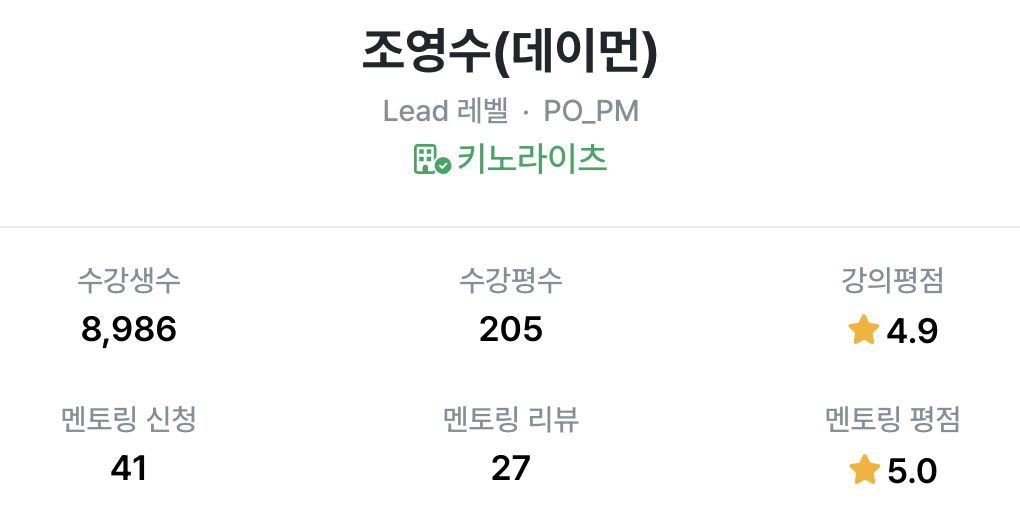 조영수(데이먼)
Lead 레벨 · PO_PM
키노라이츠
수강생수 수강평수 강의평점
8,986 205 4.9
멘토링 신청 멘토링 리뷰 멘토링 평점
41 27 5.0